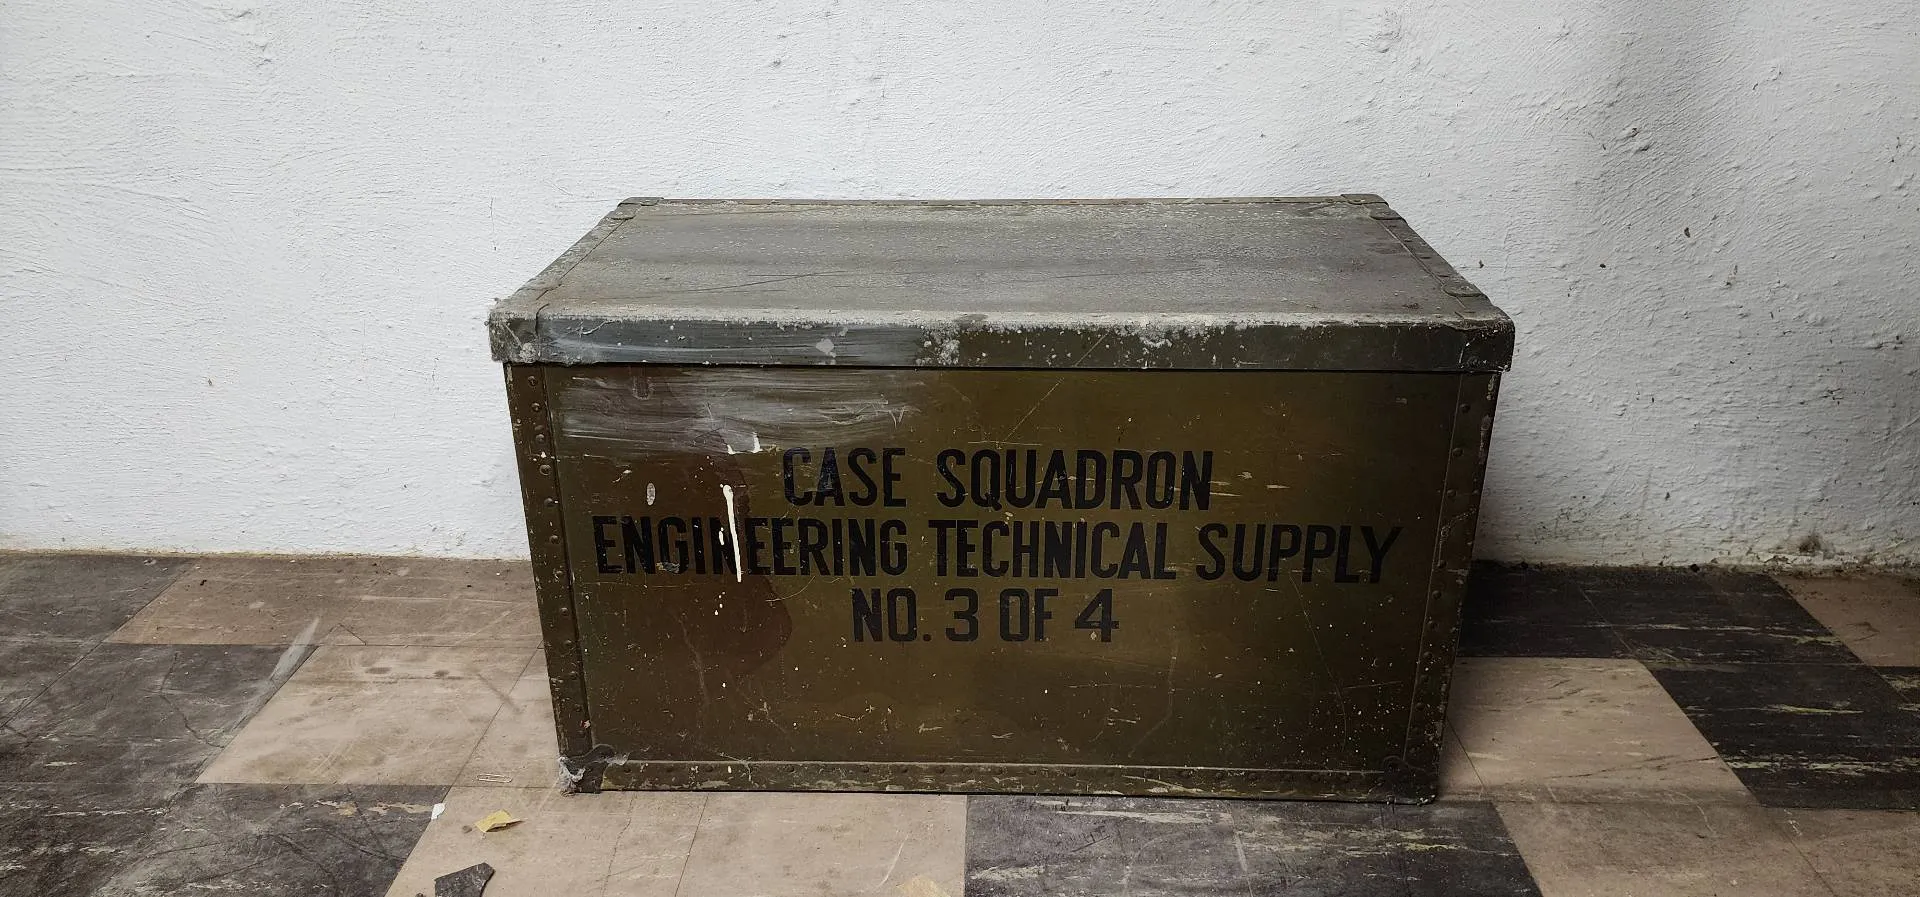 CASE SQUADRON
ENGINEERING TECHNICAL SUPPLY
NO. 3 OF 4